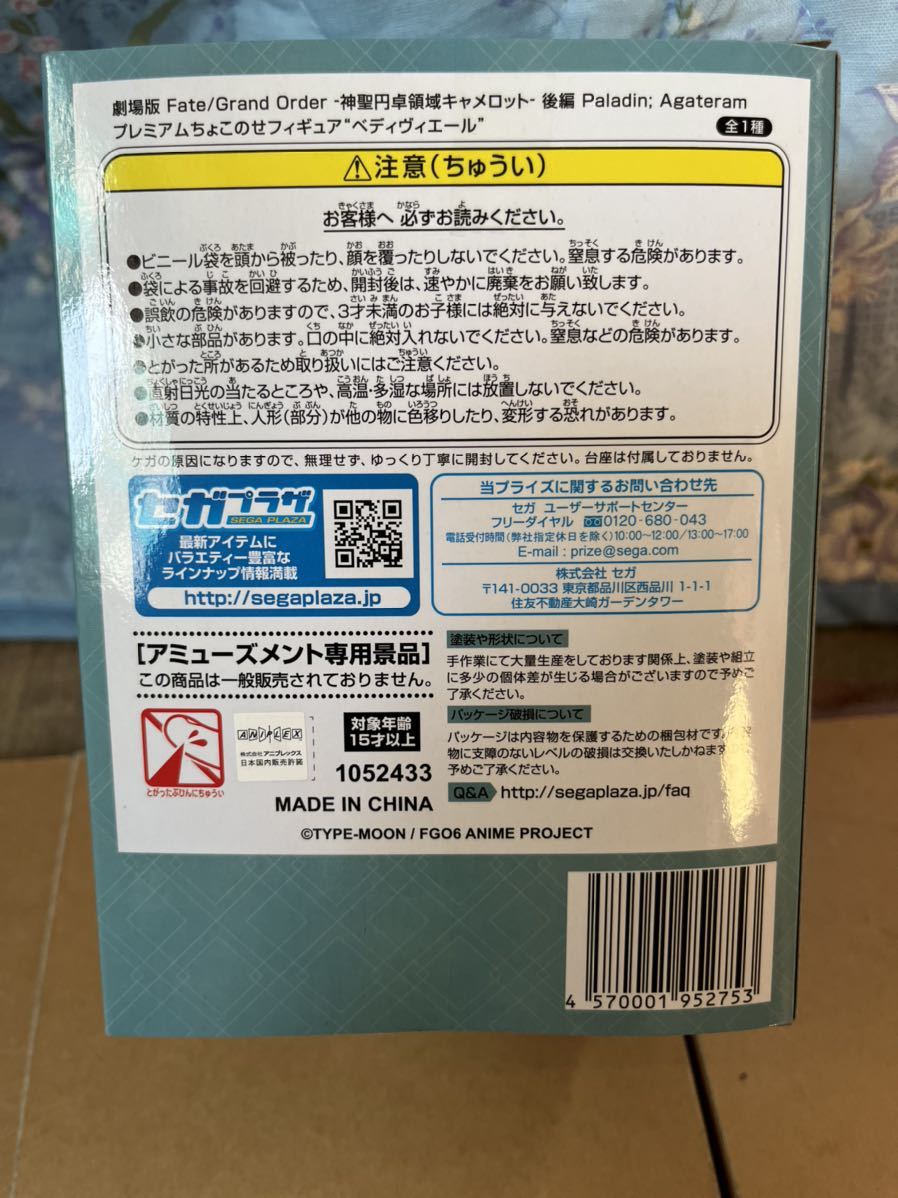 劇場版 Fate/Grand Order -神聖円卓領域キャメロット- 後編 Paladin; Agateram
プレミアムちょこのせフィギュア“ベディヴィエール”
全1種
⚠注意(ちゅうい)
お客様へ 必ずお読みください。
●ビニール袋を頭から被ったり、顔を覆ったりしないでください。窒息する危険があります。
●袋による事故を回避するため、開封後は、速やかに廃棄をお願い致します。
●誤飲の危険がありますので、3才未満のお子様には絶対に与えないでください。
●小さな部品があります。口の中に絶対入れないでください。窒息などの危険があります。
●とがった所があるため取り扱いにはご注意ください。
●直射日光の当たるところや、高温・多湿な場所には放置しないでください。
●材質の特性上、人形(部分)が他の物に色移りしたり、変形する恐れがあります。
ケガの原因になりますので、無理せず、ゆっくり丁寧に開封してください。台座は付属しておりません。
セガプラザ
SEGA PLAZA
最新アイテムに
バラエティー豊富な
ラインナップ情報満載
http://segaplaza.jp
当プライズに関するお問い合わせ先
セガ ユーザーサポートセンター
フリーダイヤル 0120-680-043
電話受付時間(弊社指定休日を除く)10:00~12:00/13:00~17:00
E-mail : prize@sega.com
株式会社 セガ
〒141-0033 東京都品川区西品川 1-1-1
住友不動産大崎ガーデンタワー
[アミューズメント専用景品]
この商品は一般販売されておりません。
塗装や形状について
手作業にて大量生産をしております関係上、塗装や組立
に多少の個体差が生じる場合がございますので予めご
了承ください。
パッケージ破損について
パッケージは内容物を保護するための梱包材です。
物に支障のないレベルの破損は交換いたしかねます
予めご了承ください。
Q&A http://segaplaza.jp/faq
とがったぶひんにちゅうい
ANIPLEX
株式会社 アニプレックス
日本国内販売許諾
対象年齢
15才以上
1052433
MADE IN CHINA
©TYPE-MOON / FGO6 ANIME PROJECT
4 570001 952753